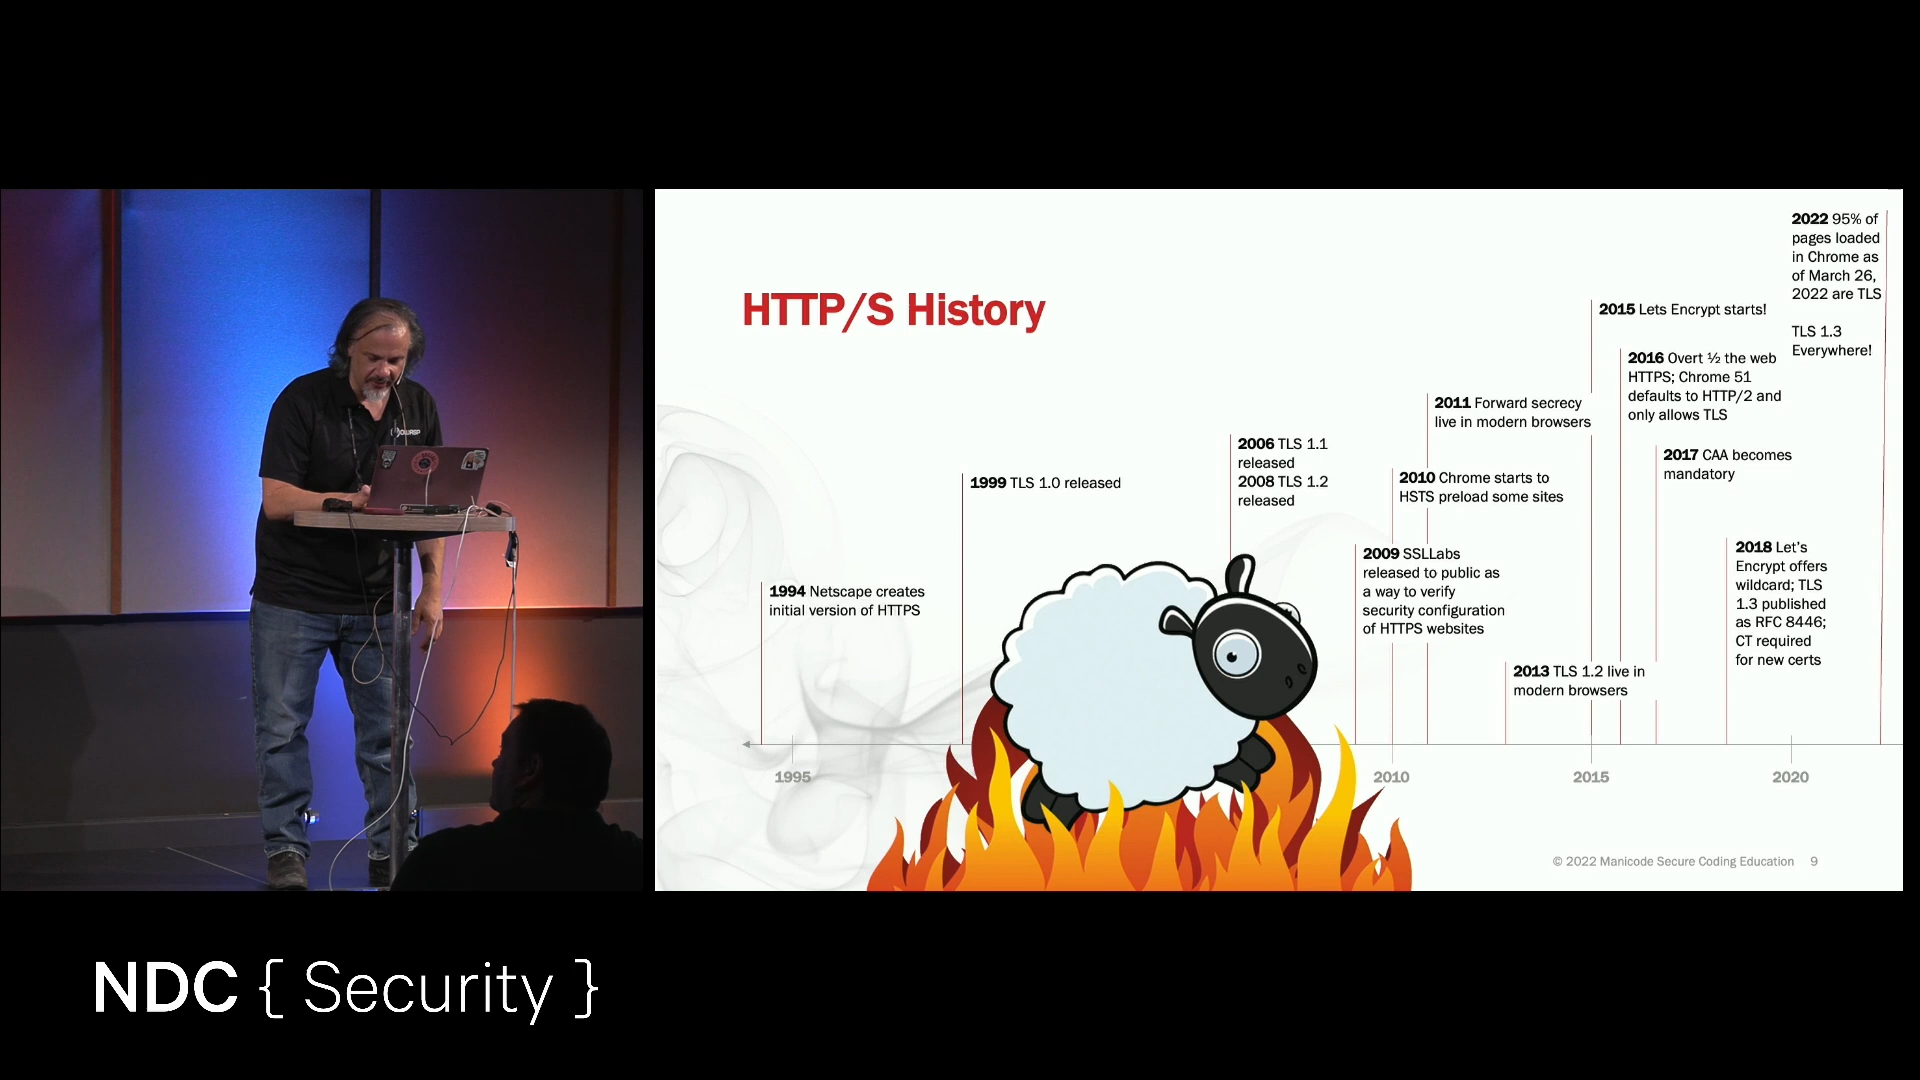 HTTP/S History
1994 Netscape creates
initial version of HTTPS
1999 TLS 1.0 released
2006 TLS 1.1
released
2008 TLS 1.2
released
2009 SSLLabs
released to public as
a way to verify
security configuration
of HTTPS websites
2010 Chrome starts to
HSTS preload some sites
2011 Forward secrecy
live in modern browsers
2013 TLS 1.2 live in
modern browsers
2015 Lets Encrypt starts!
2016 Overt ½ the web
HTTPS; Chrome 51
defaults to HTTP/2 and
only allows TLS
2017 CAA becomes
mandatory
2018 Let's
Encrypt offers
wildcard; TLS
1.3 published
as RFC 8446;
CT required
for new certs
2022 95% of
pages loaded
in Chrome as
of March 26,
2022 are TLS
TLS 1.3
Everywhere!
1995
2010
2015
2020
© 2022 Manicode Secure Coding Education 9
OWASP
NDC { Security }